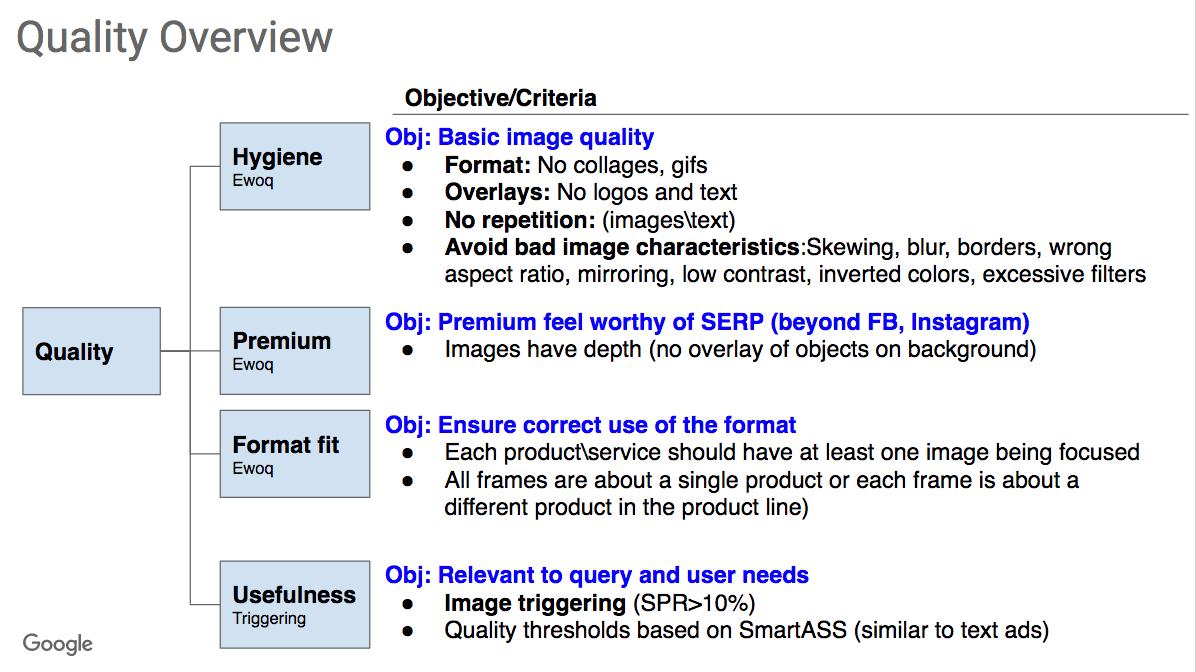 Quality Overview
Objective/Criteria
Quality
Hygiene
Ewoq
Obj: Basic image quality
● Format: No collages, gifs
● Overlays: No logos and text
● No repetition: (images\text)
● Avoid bad image characteristics:Skewing, blur, borders, wrong
aspect ratio, mirroring, low contrast, inverted colors, excessive filters
Premium
Ewoq
Obj: Premium feel worthy of SERP (beyond FB, Instagram)
● Images have depth (no overlay of objects on background)
Format fit
Ewoq
Obj: Ensure correct use of the format
● Each product\service should have at least one image being focused
● All frames are about a single product or each frame is about a
different product in the product line)
Usefulness
Triggering
Obj: Relevant to query and user needs
● Image triggering (SPR>10%)
● Quality thresholds based on SmartASS (similar to text ads)
Google